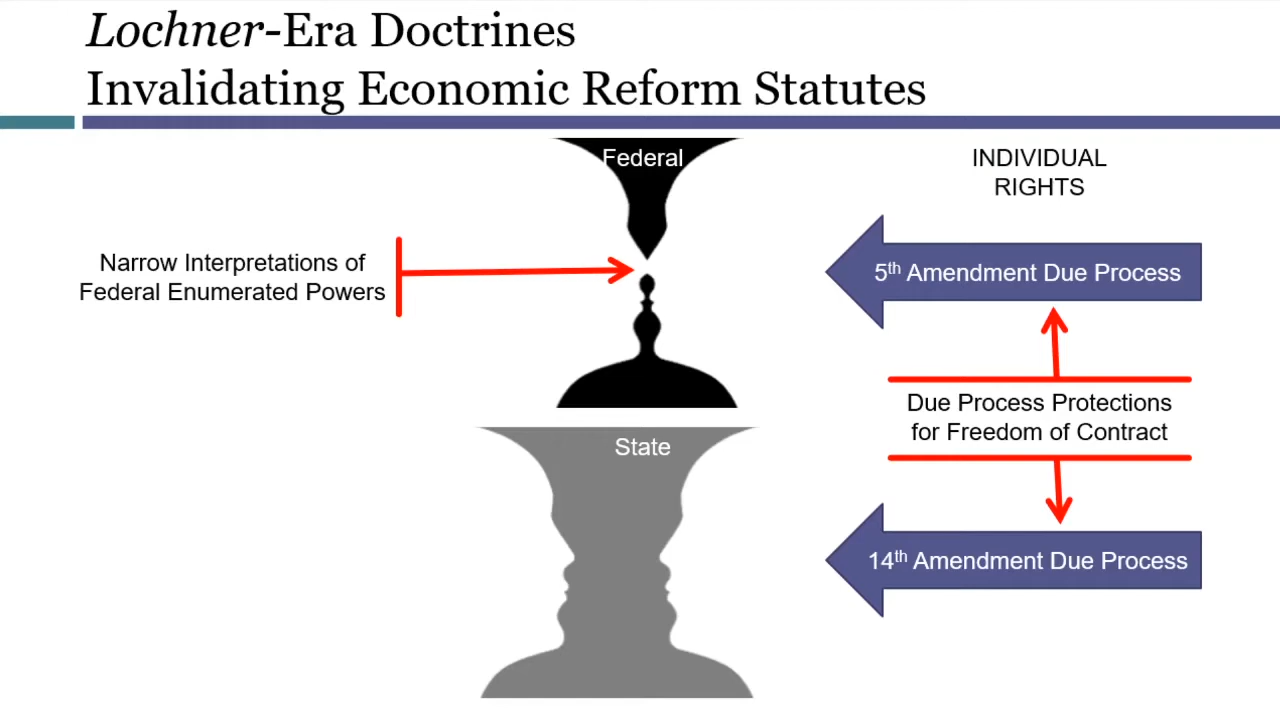 Lochner-Era Doctrines
Invalidating Economic Reform Statutes
Federal
INDIVIDUAL
RIGHTS
Narrow Interpretations of
Federal Enumerated Powers
5th Amendment Due Process
Due Process Protections
for Freedom of Contract
State
14th Amendment Due Process